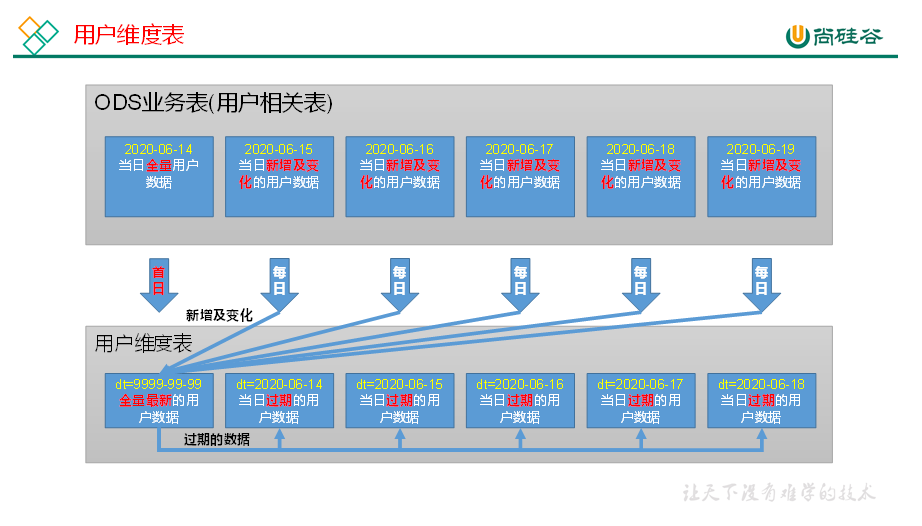 用户维度表
尚硅谷
ODS业务表(用户相关表)
2020-06-14
当日全量用户
数据
2020-06-15
当日新增及变
化的用户数据
2020-06-16
当日新增及变
化的用户数据
2020-06-17
当日新增及变
化的用户数据
2020-06-18
当日新增及变
化的用户数据
2020-06-19
当日新增及变
化的用户数据
首
日
每
日
每
日
每
日
每
日
每
日
新增及变化
用户维度表
dt=9999-99-99
全量最新的用
户数据
dt=2020-06-14
当日过期的用
户数据
dt=2020-06-15
当日过期的用
户数据
dt=2020-06-16
当日过期的用
户数据
dt=2020-06-17
当日过期的用
户数据
dt=2020-06-18
当日过期的用
户数据
过期的数据
让天下没有难学的技术